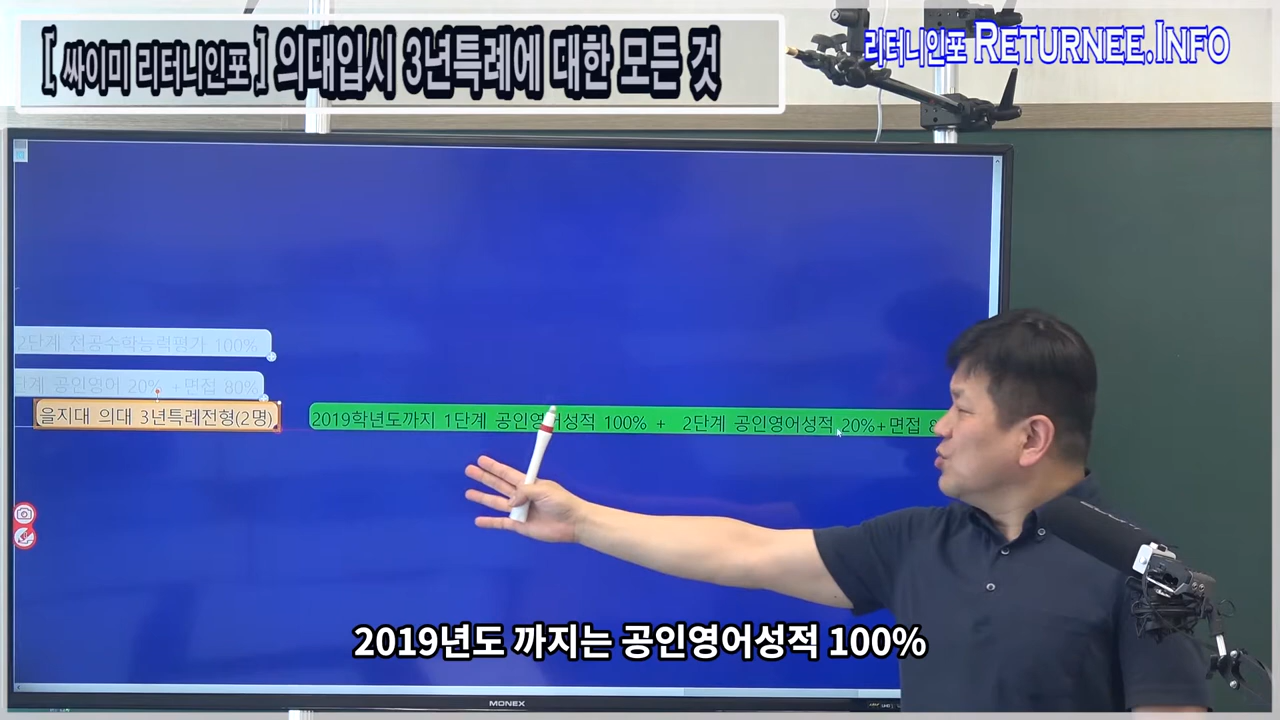 [ 싸이미 리터니인포 ] 의대입시 3년특례에 대한 모든 것
리터니인포 RETURNEE.INFO
2단계 전공수학능력평가 100%
단계 공인영어 20% +면접 80%
을지대 의대 3년특례전형(2명)
2019학년도까지 1단계 공인영어성적 100% + 2단계 공인영어성적 20%+면접 8
2019년도 까지는 공인영어성적 100%
MONEX